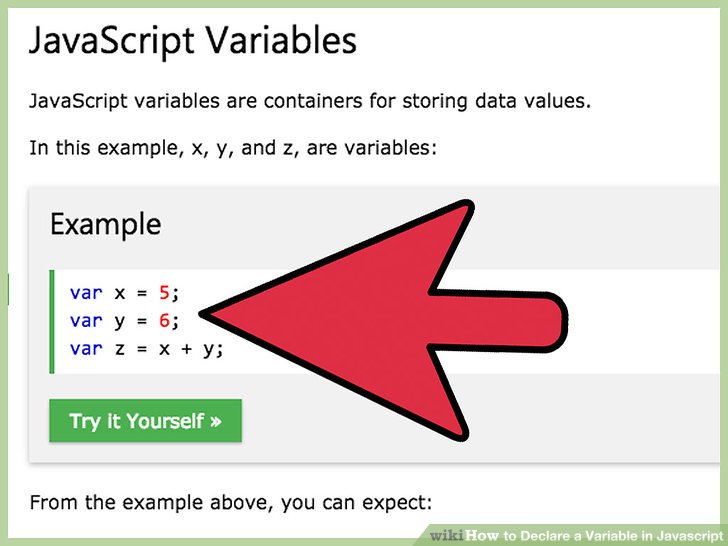 JavaScript Variables
JavaScript variables are containers for storing data values.
In this example, x, y, and z, are variables:
Example
var x = 5;
var y = 6;
var z = x + y;
Try it Yourself »
From the example above, you can expect:
wikiHow to Declare a Variable in Javascript